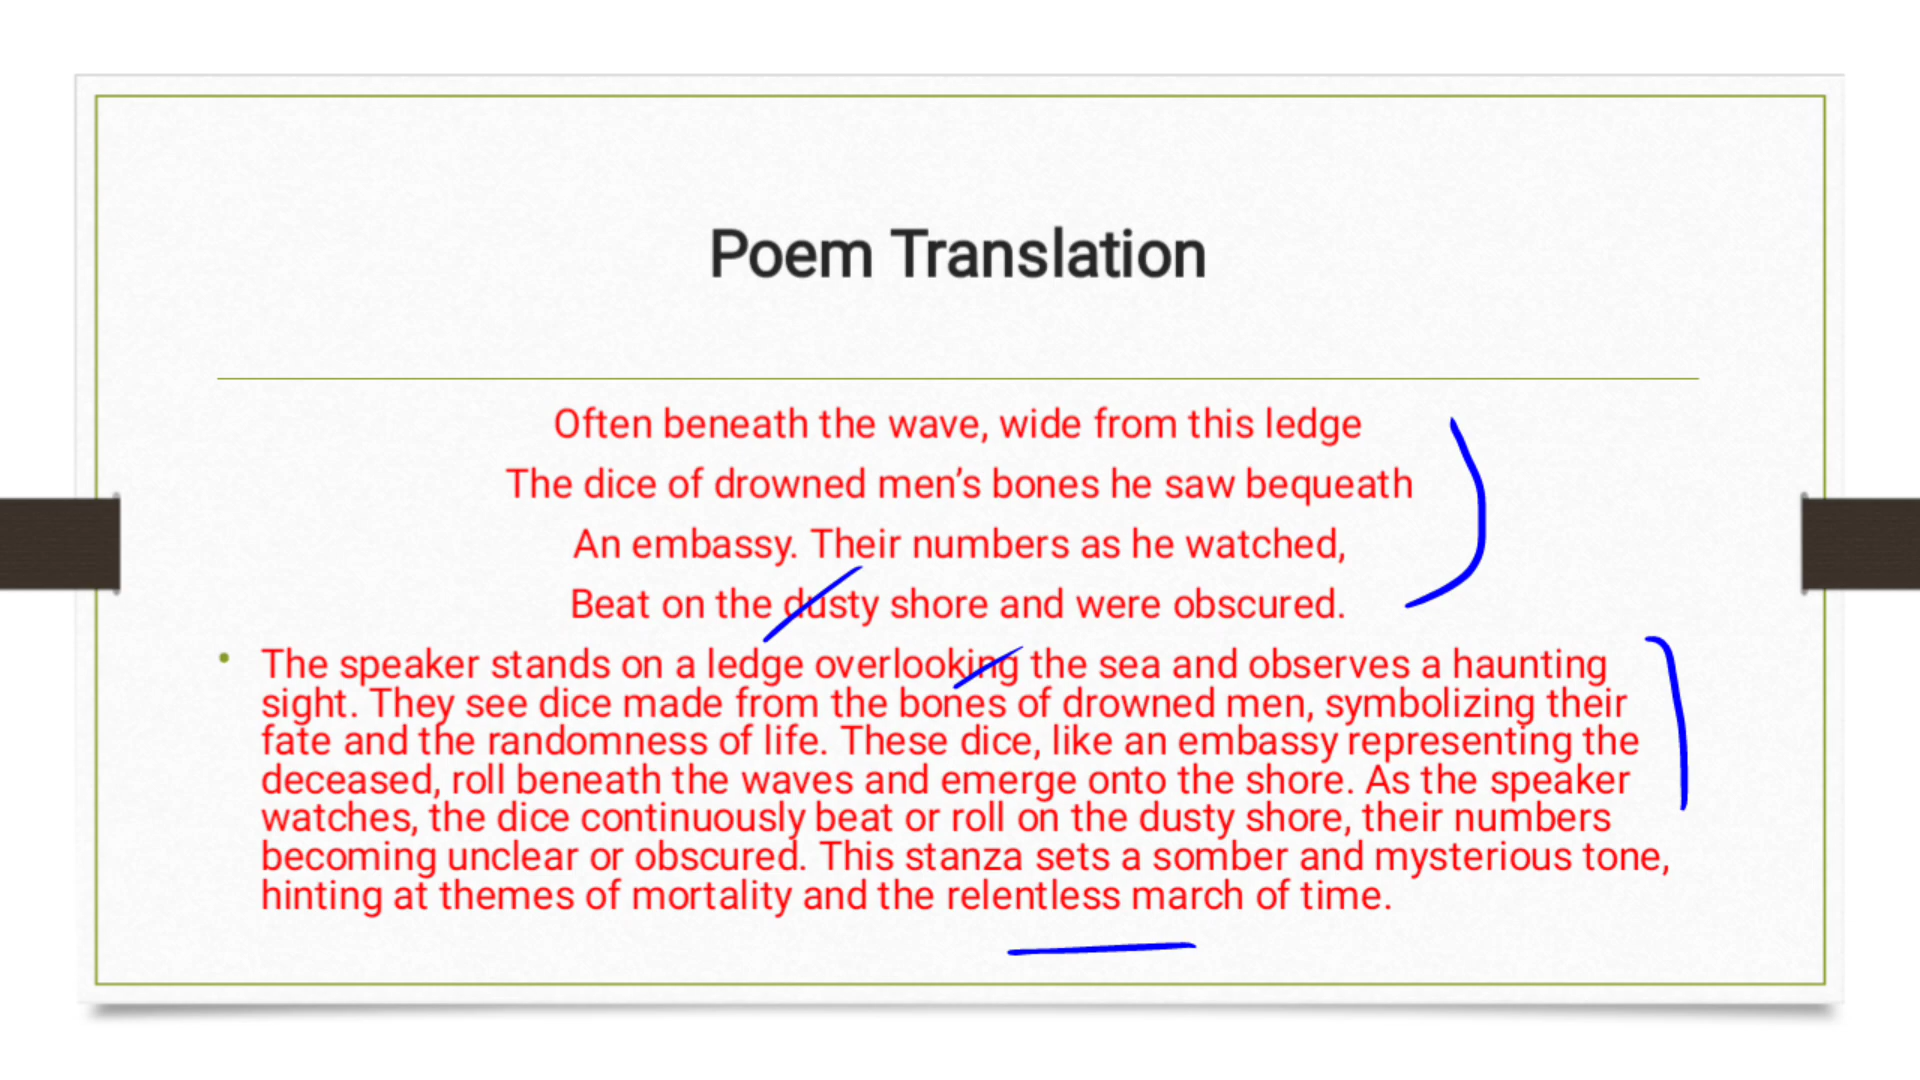 Poem Translation
Often beneath the wave, wide from this ledge
The dice of drowned men’s bones he saw bequeath
An embassy. Their numbers as he watched,
Beat on the dusty shore and were obscured.
• The speaker stands on a ledge overlooking the sea and observes a haunting
sight. They see dice made from the bones of drowned men, symbolizing their
fate and the randomness of life. These dice, like an embassy representing the
deceased, roll beneath the waves and emerge onto the shore. As the speaker
watches, the dice continuously beat or roll on the dusty shore, their numbers
becoming unclear or obscured. This stanza sets a somber and mysterious tone,
hinting at themes of mortality and the relentless march of time.